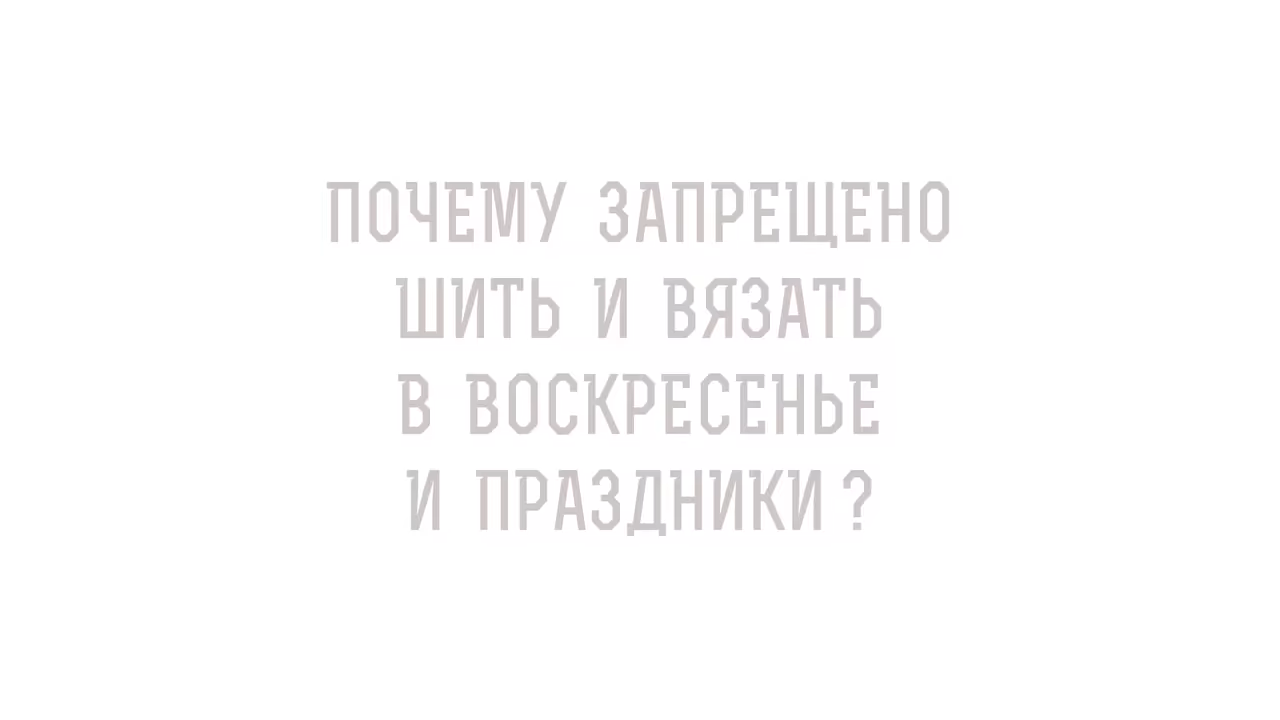 ПОЧЕМУ ЗАПРЕЩЕНО
ШИТЬ И ВЯЗАТЬ
В ВОСКРЕСЕНЬЕ
И ПРАЗДНИКИ?